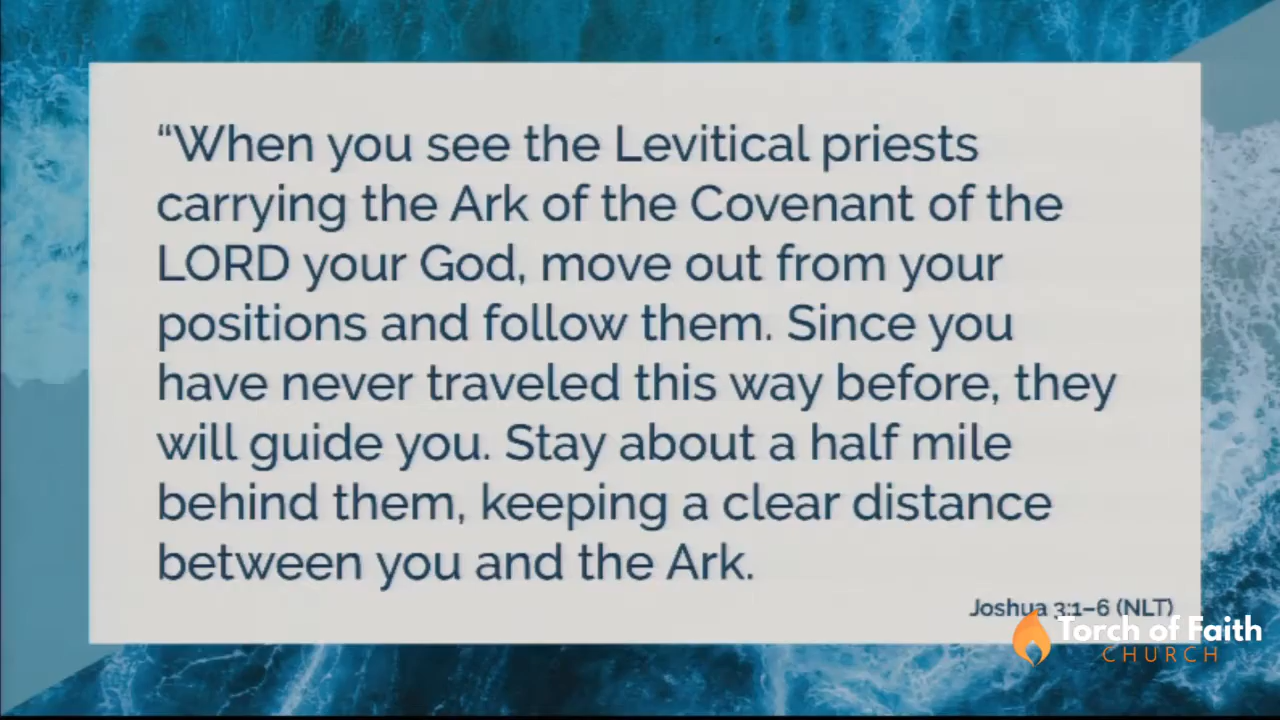 “When you see the Levitical priests
carrying the Ark of the Covenant of the
LORD your God, move out from your
positions and follow them. Since you
have never traveled this way before, they
will guide you. Stay about a half mile
behind them, keeping a clear distance
between you and the Ark.
Joshua 3:1–6 (NLT)
Torch of Faith
CHURCH